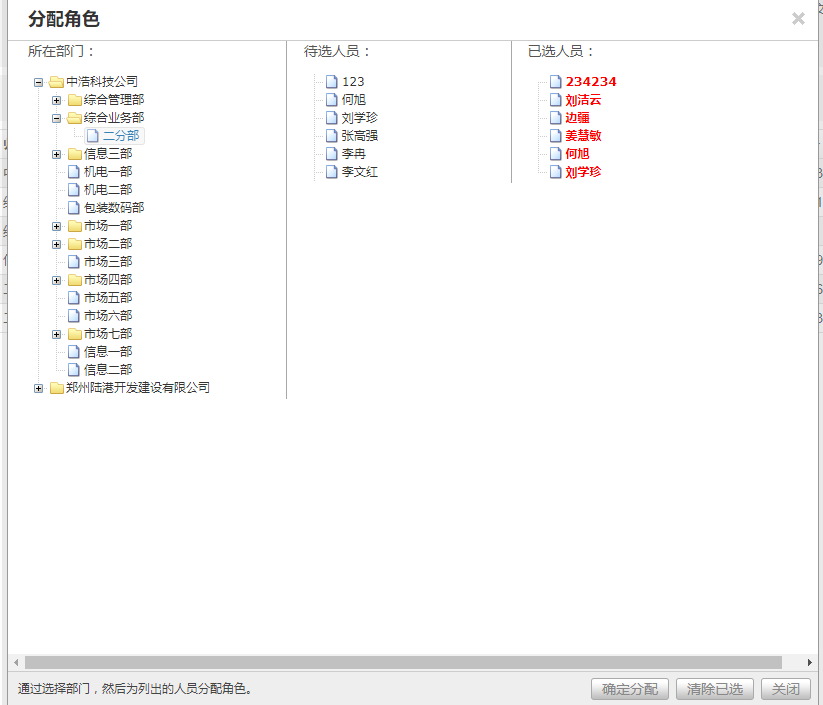 分配角色
所在部门：
中浩科技公司
综合管理部
综合业务部
二分部
信息三部
机电一部
机电二部
包装数码部
市场一部
市场二部
市场三部
市场四部
市场五部
市场六部
市场七部
信息一部
信息二部
郑州陆港开发建设有限公司
待选人员：
123
何旭
刘学珍
张高强
李冉
李文红
已选人员：
234234
刘洁云
边疆
姜慧敏
何旭
刘学珍
通过选择部门，然后为列出的人员分配角色。
确定分配
清除已选
关闭